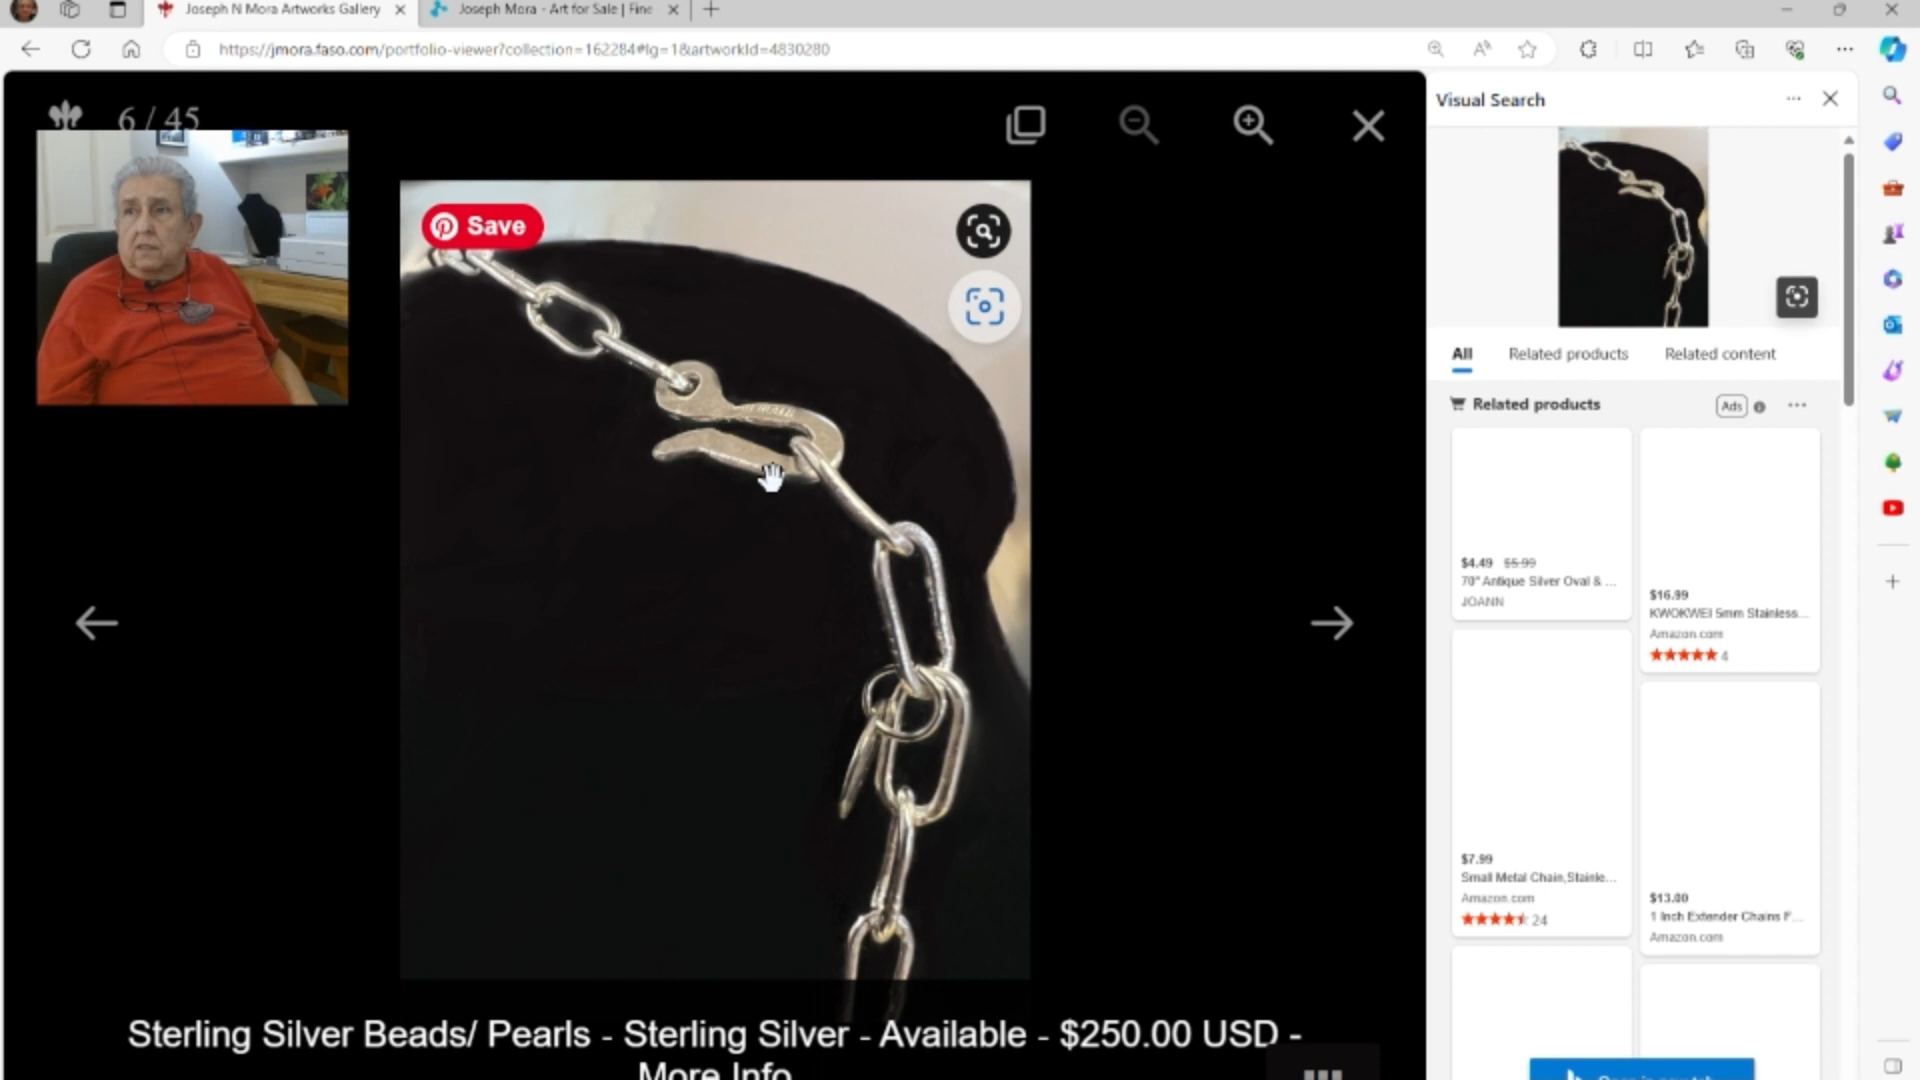 Joseph N Mora Artworks Gallery
Joseph Mora - Art for Sale | Fine
https://jmora.faso.com/portfolio-viewer?collection=162284#lg=1&artworkId=4830280
6 / 45
Save
Visual Search
All Related products Related content
Related products
Ads
$4.49 $5.99
70" Antique Silver Oval & ...
JOANN
$16.99
KWOKWEI 5mm Stainless...
Amazon.com
4
$7.99
Small Metal Chain,Stainle...
Amazon.com
24
$13.00
1 Inch Extender Chains F...
Amazon.com
Sterling Silver Beads/ Pearls - Sterling Silver - Available - $250.00 USD -
More Info